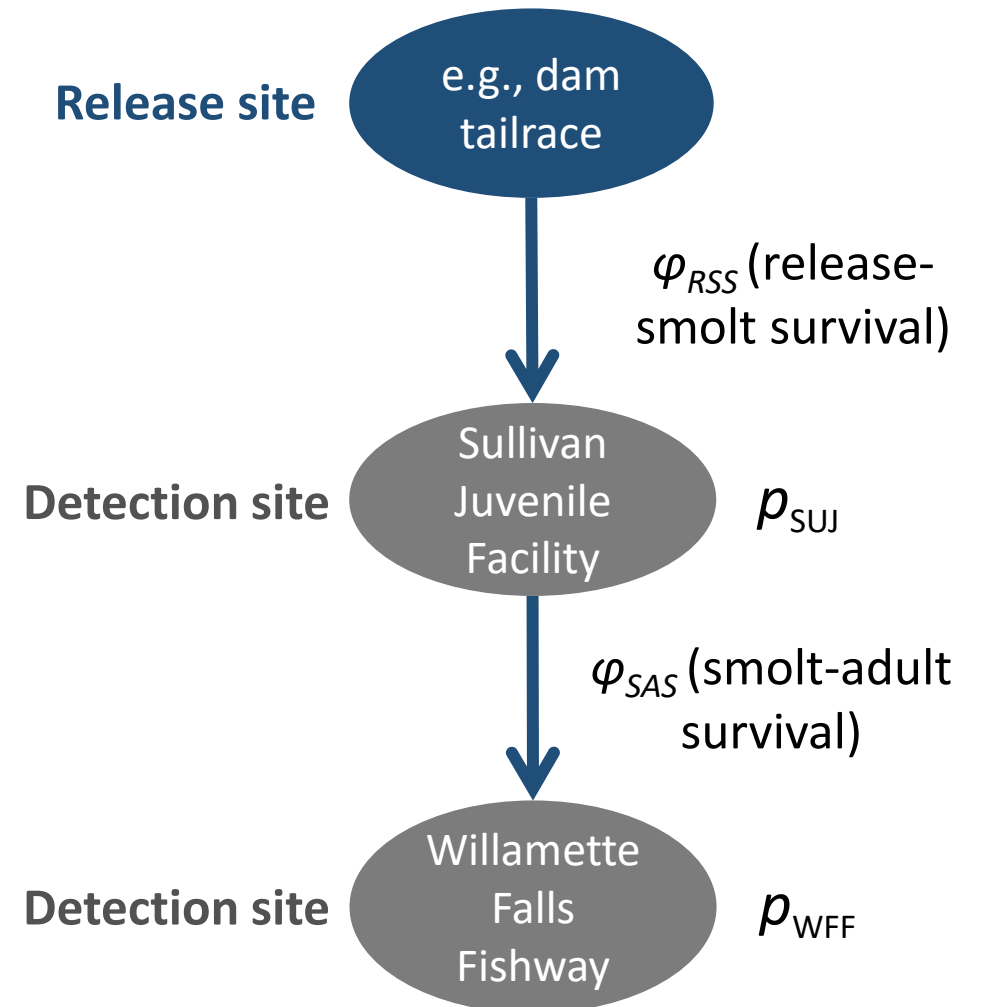 Release site
e.g., dam
tailrace
φRSS (release-
smolt survival)
Detection site
Sullivan
Juvenile
Facility
pSUJ
φSAS (smolt-adult
survival)
Detection site
Willamette
Falls
Fishway
pWFF